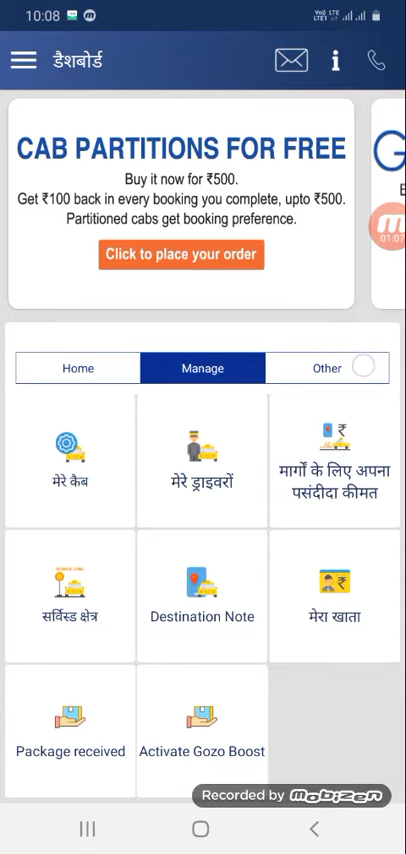 10:08
डैशबोर्ड
CAB PARTITIONS FOR FREE
Buy it now for ₹500.
Get ₹100 back in every booking you complete, upto ₹500.
Partitioned cabs get booking preference.
Click to place your order
G
01:07
Home Manage Other
मेरे कैब
मेरे ड्राइवरों
मार्गों के लिए अपना
पसंदीदा कीमत
सर्विस्ड क्षेत्र
Destination Note
मेरा खाता
Package received
Activate Gozo Boost
Recorded by mobizen